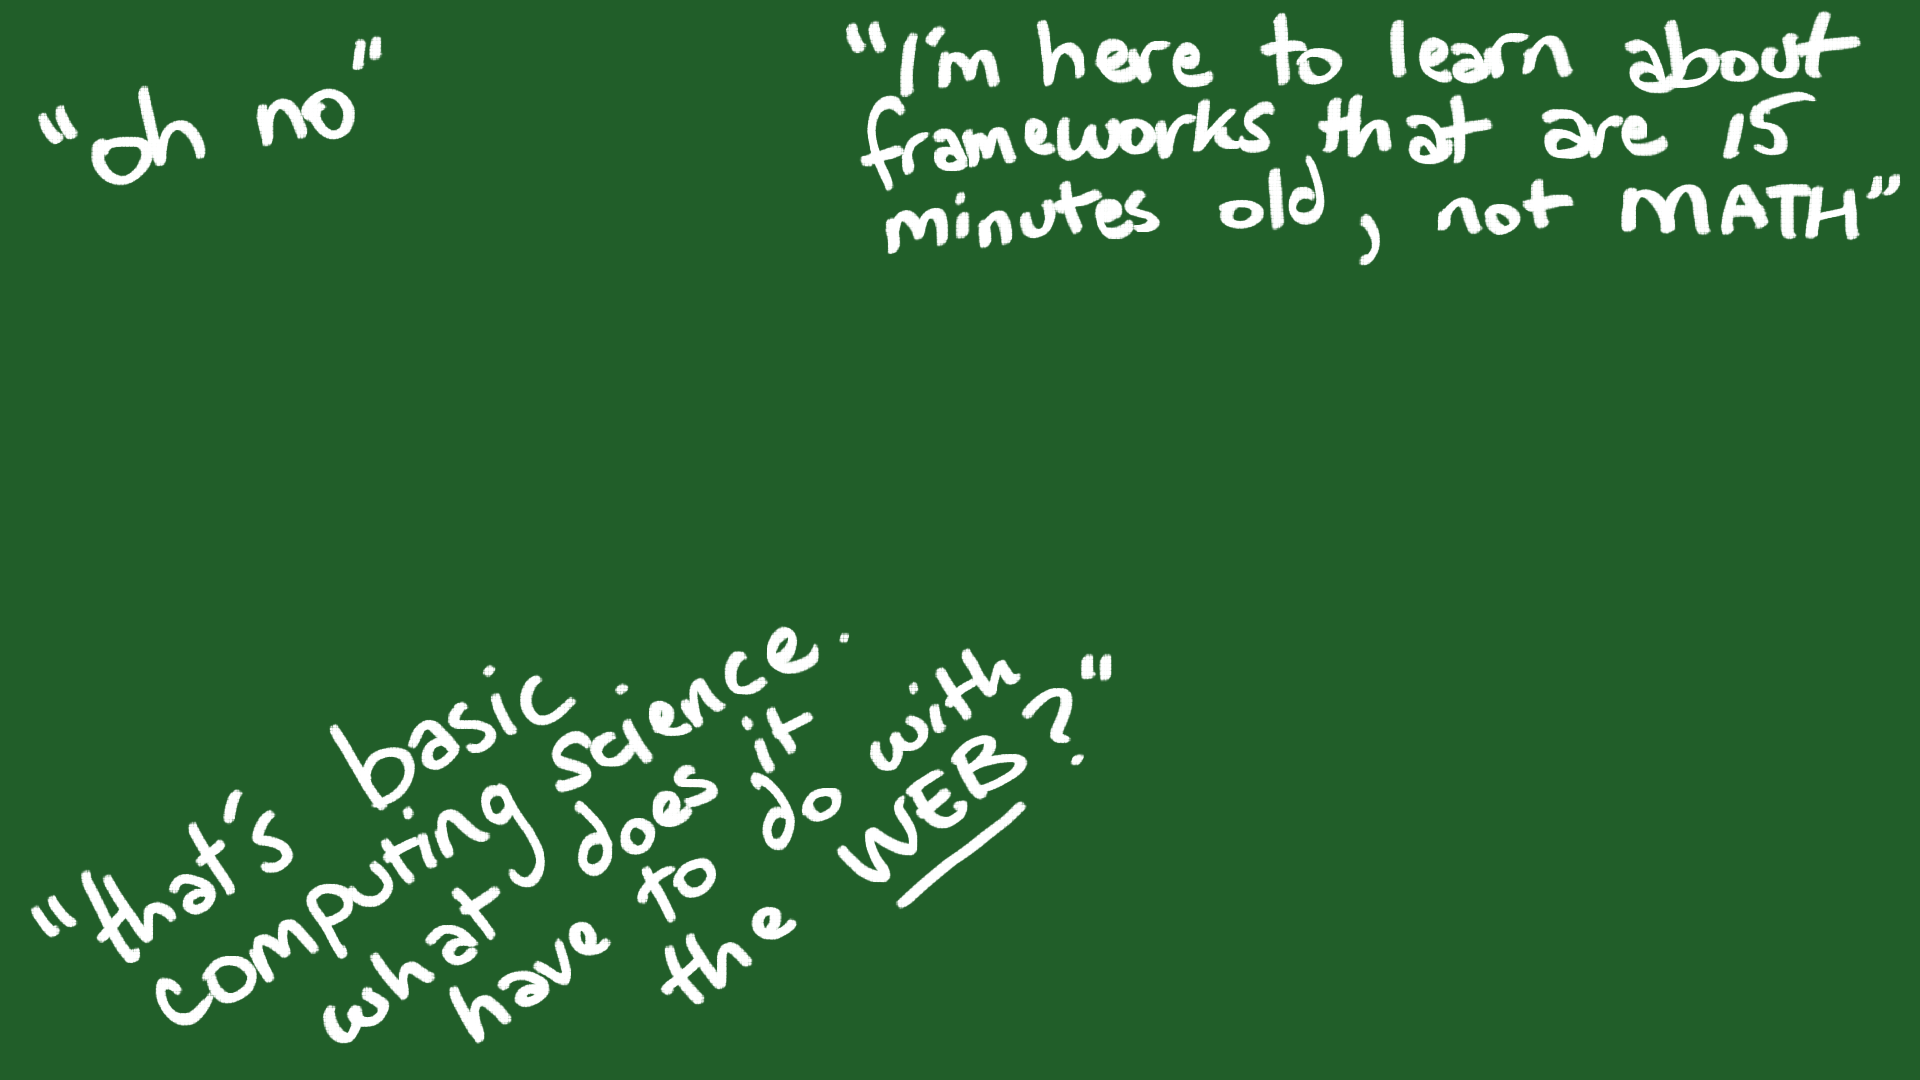 "oh no"
"I'm here to learn about
frameworks that are 15
minutes old, not MATH"
"that's basic
computing science.
what does it
have to do with
the WEB?"